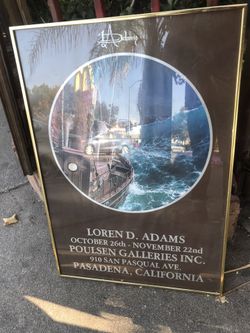 LOREN D. ADAMS
OCTOBER 26th - NOVEMBER 22nd
POULSEN GALLERIES INC.
910 SAN PASQUAL AVE.
PASADENA, CALIFORNIA